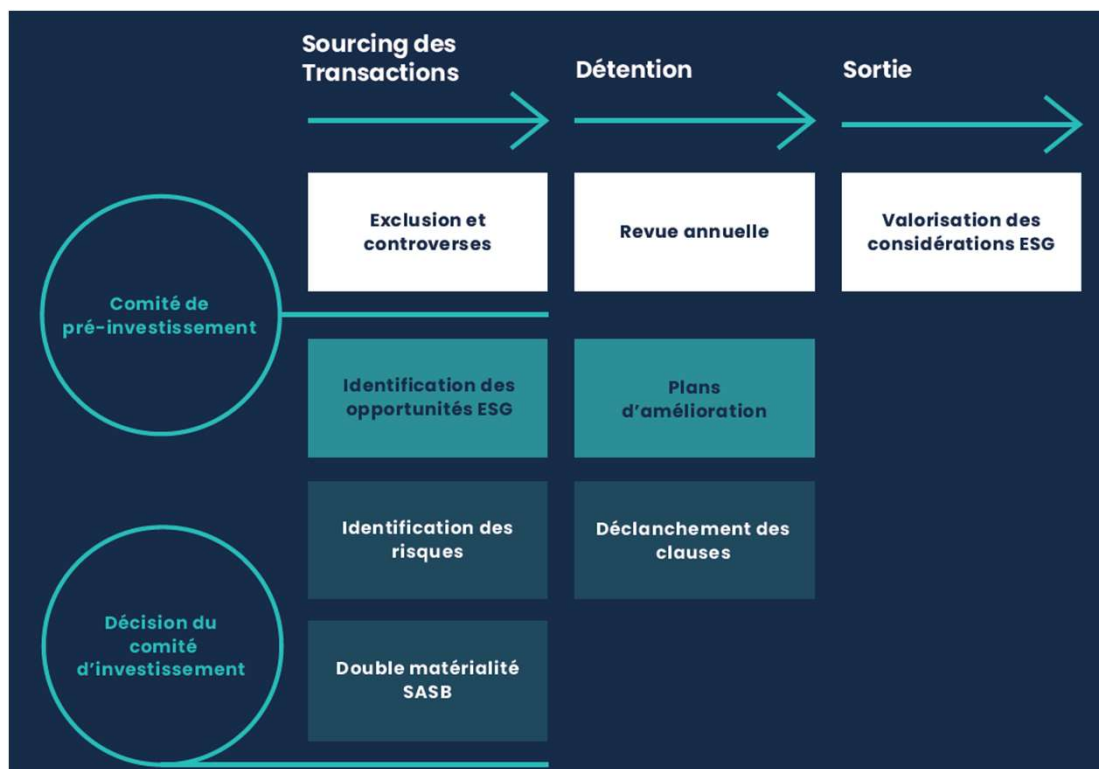 Sourcing des
Transactions
Détention
Sortie
Exclusion et
controverses
Revue annuelle
Valorisation des
considérations ESG
Comité de
pré-investissement
Identification des
opportunités ESG
Plans
d’amélioration
Identification des
risques
Déclanchement des
clauses
Décision du
comité
d’investissement
Double matérialité
SASB